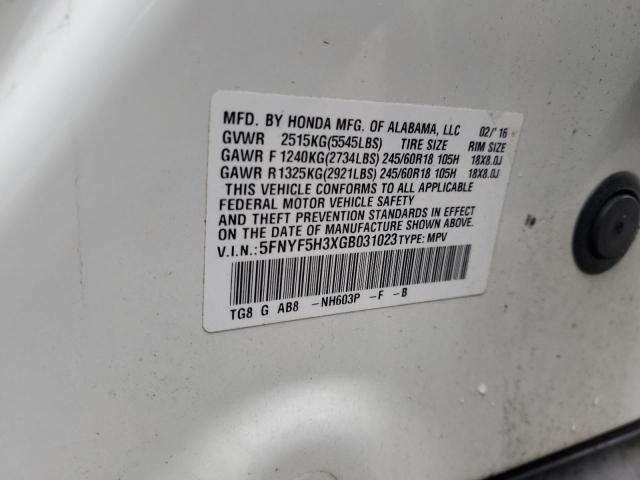 MFD. BY HONDA MFG. OF ALABAMA, LLC 02/'16
GVWR 2515KG(5545LBS) TIRE SIZE RIM SIZE
GAWR F 1240KG(2734LBS) 245/60R18 105H 18X8.0J
GAWR R1325KG(2921LBS) 245/60R18 105H 18X8.0J
THIS VEHICLE CONFORMS TO ALL APPLICABLE
FEDERAL MOTOR VEHICLE SAFETY
AND THEFT PREVENTION STANDARDS IN EFFECT
ON THE DATE OF MANUFACTURE SHOWN ABOVE.
V.I.N.:5FNYF5H3XGB031023 TYPE: MPV
TG8 G AB8 -NH603P -F -B